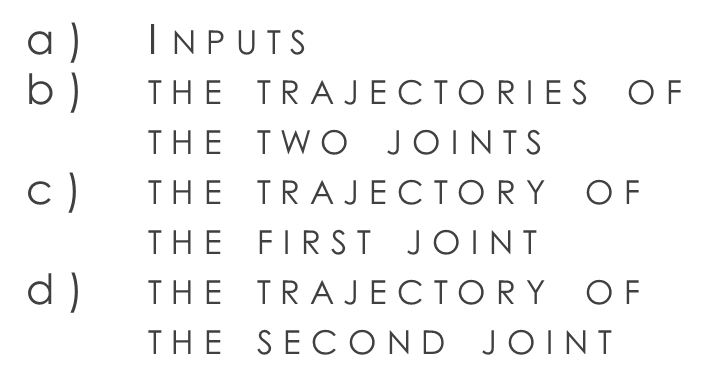 a) INPUTS
b) THE TRAJECTORIES OF
THE TWO JOINTS
c) THE TRAJECTORY OF
THE FIRST JOINT
d) THE TRAJECTORY OF
THE SECOND JOINT